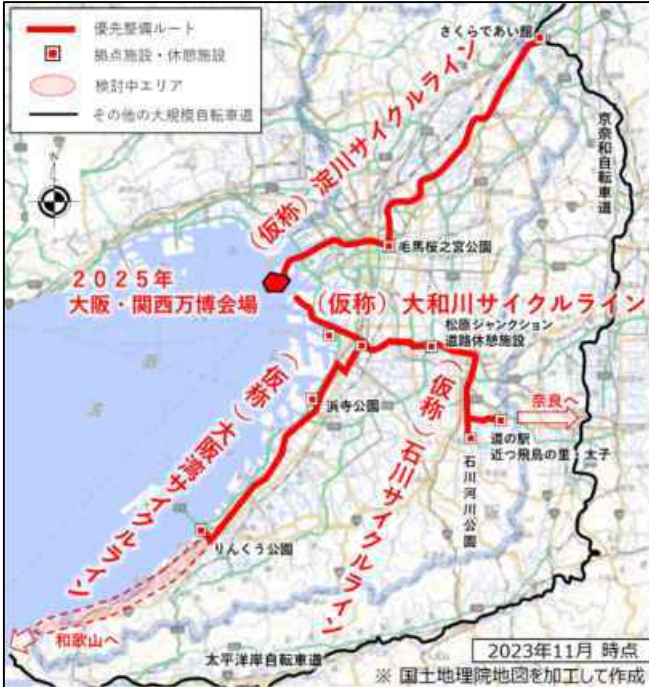 優先整備ルート
拠点施設・休憩施設
検討中エリア
その他の大規模自転車道
N
さくらであい館
京奈和自転車道
(仮称)淀川サイクルライン
毛馬桜之宮公園
2025年
大阪・関西万博会場
(仮称)大和川サイクルライン
松原ジャンクション
道路休憩施設
(仮称)大阪湾サイクルライン
浜寺公園
(仮称)石川サイクルライン
奈良へ
道の駅
近つ飛鳥の里・太子
石川河川公園
りんくう公園
和歌山へ
太平洋岸自転車道
2023年11月 時点
※ 国土地理院地図を加工して作成